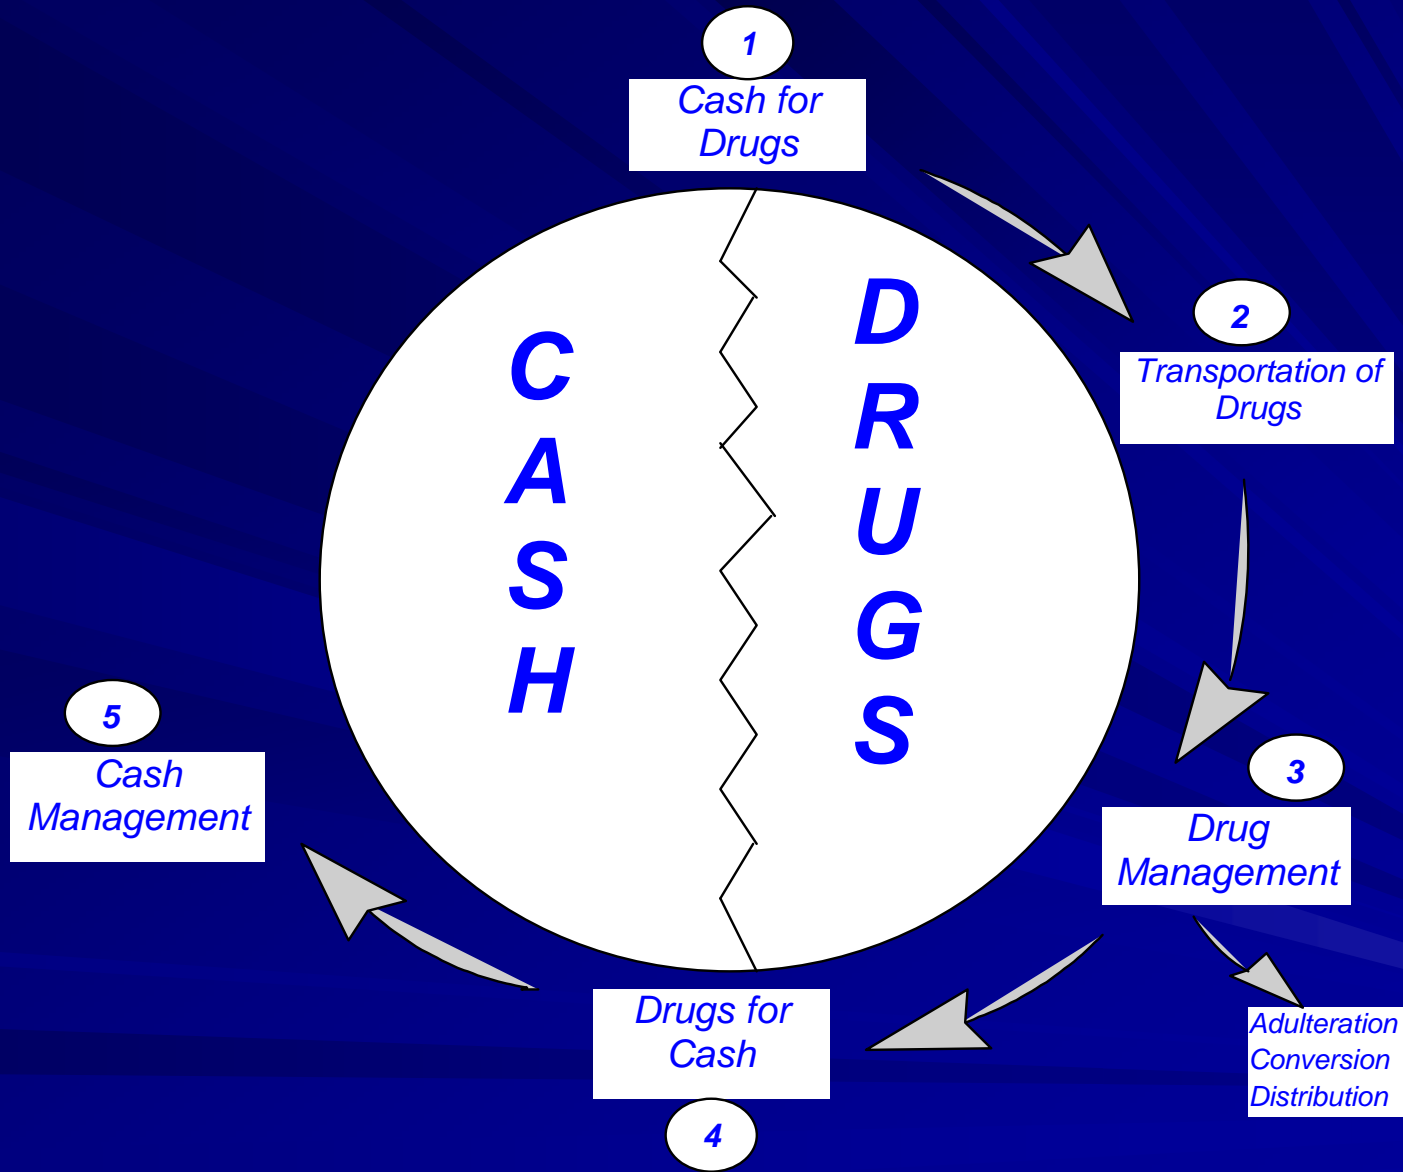 1
Cash for
Drugs
2
Transportation of
Drugs
3
Drug
Management
Adulteration
Conversion
Distribution
Drugs for
Cash
4
5
Cash
Management
C
A
S
H
D
R
U
G
S